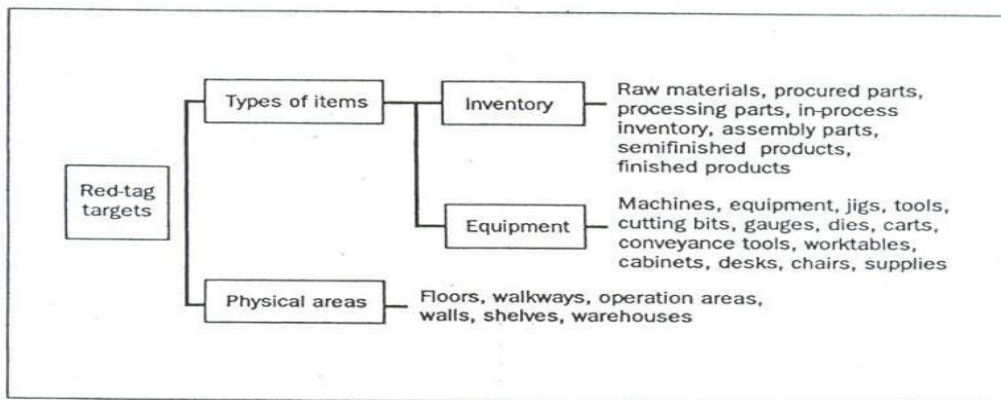 Red-tag
targets
Types of items
Inventory
Raw materials, procured parts,
processing parts, in-process
inventory, assembly parts,
semifinished products,
finished products
Equipment
Machines, equipment, jigs, tools,
cutting bits, gauges, dies, carts,
conveyance tools, worktables,
cabinets, desks, chairs, supplies
Physical areas
Floors, walkways, operation areas,
walls, shelves, warehouses